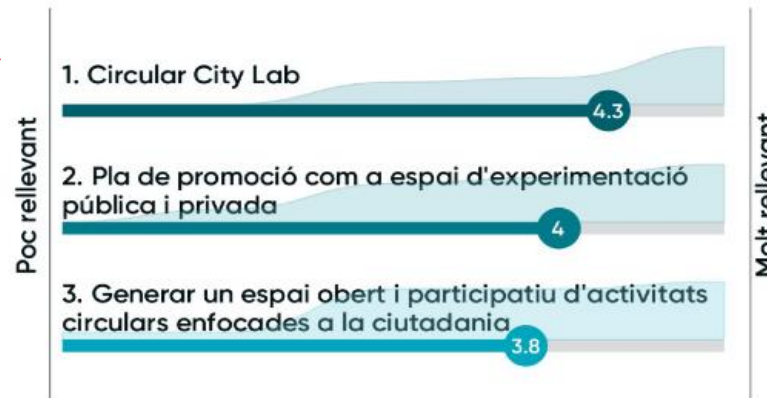 Poc rellevant
1. Circular City Lab
4.3
2. Pla de promoció com a espai d'experimentació
pública i privada
4
3. Generar un espai obert i participatiu d'activitats
circulars enfocades a la ciutadania
3.8
Molt rellevant